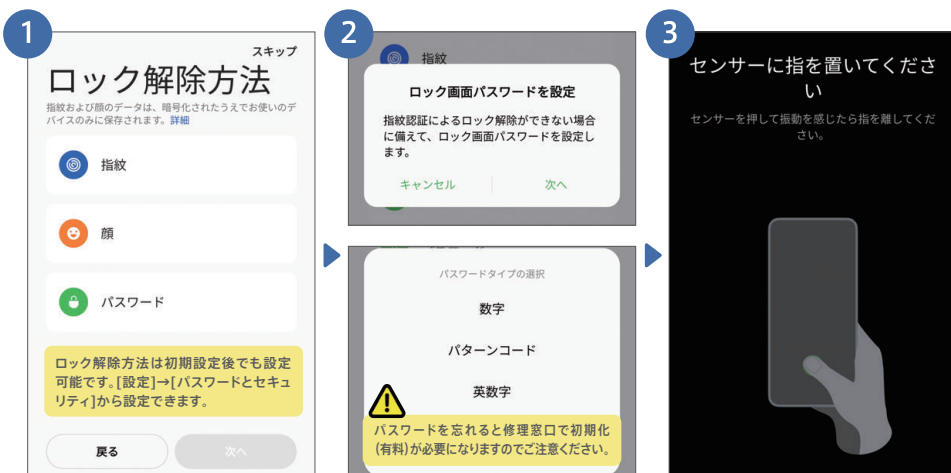 1
スキップ
ロック解除方法
指紋および顔のデータは、暗号化されたうえでお使いのデ
バイスのみに保存されます。詳細
指紋
顔
パスワード
ロック解除方法は初期設定後でも設定
可能です。[設定]→[パスワードとセキュ
リティ]から設定できます。
戻る
次へ
2
指紋
ロック画面パスワードを設定
指紋認証によるロック解除ができない場合
に備えて、ロック画面パスワードを設定し
ます。
キャンセル
次へ
パスワードタイプの選択
数字
パターンコード
英数字
パスワードを忘れると修理窓口で初期化
(有料)が必要になりますのでご注意ください。
3
センサーに指を置いてくださ
い
センサーを押して振動を感じたら指を離してくだ
さい。